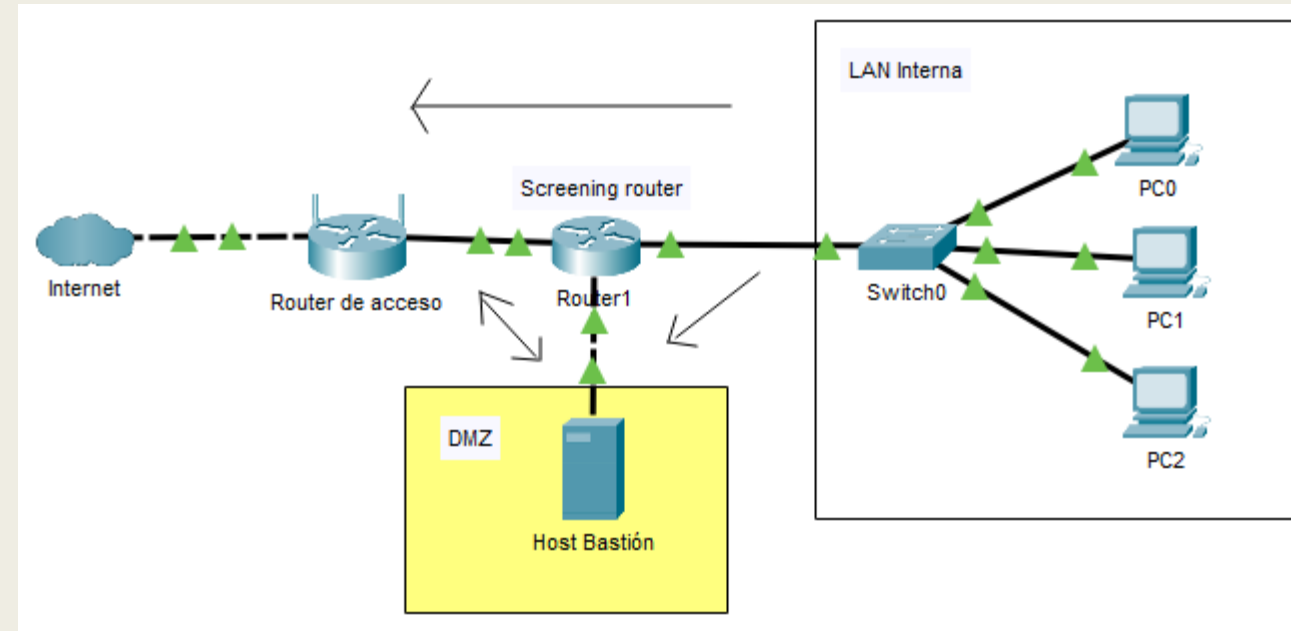 LAN Interna
PC0
Screening router
Internet
Router de acceso
Router1
Switch0
PC1
DMZ
PC2
Host Bastión